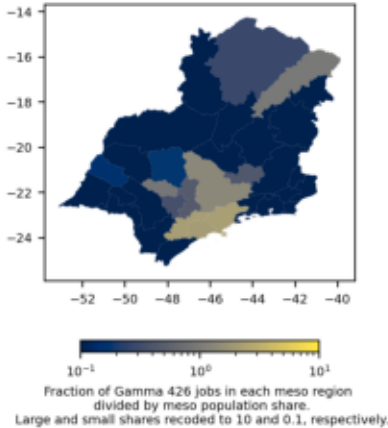 −14
−16
−18
−20
−22
−24
−52 −50 −48 −46 −44 −42 −40
10⁻¹ 10⁰ 10¹
Fraction of Gamma 426 jobs in each meso region
divided by meso population share.
Large and small shares recoded to 10 and 0.1, respectively.